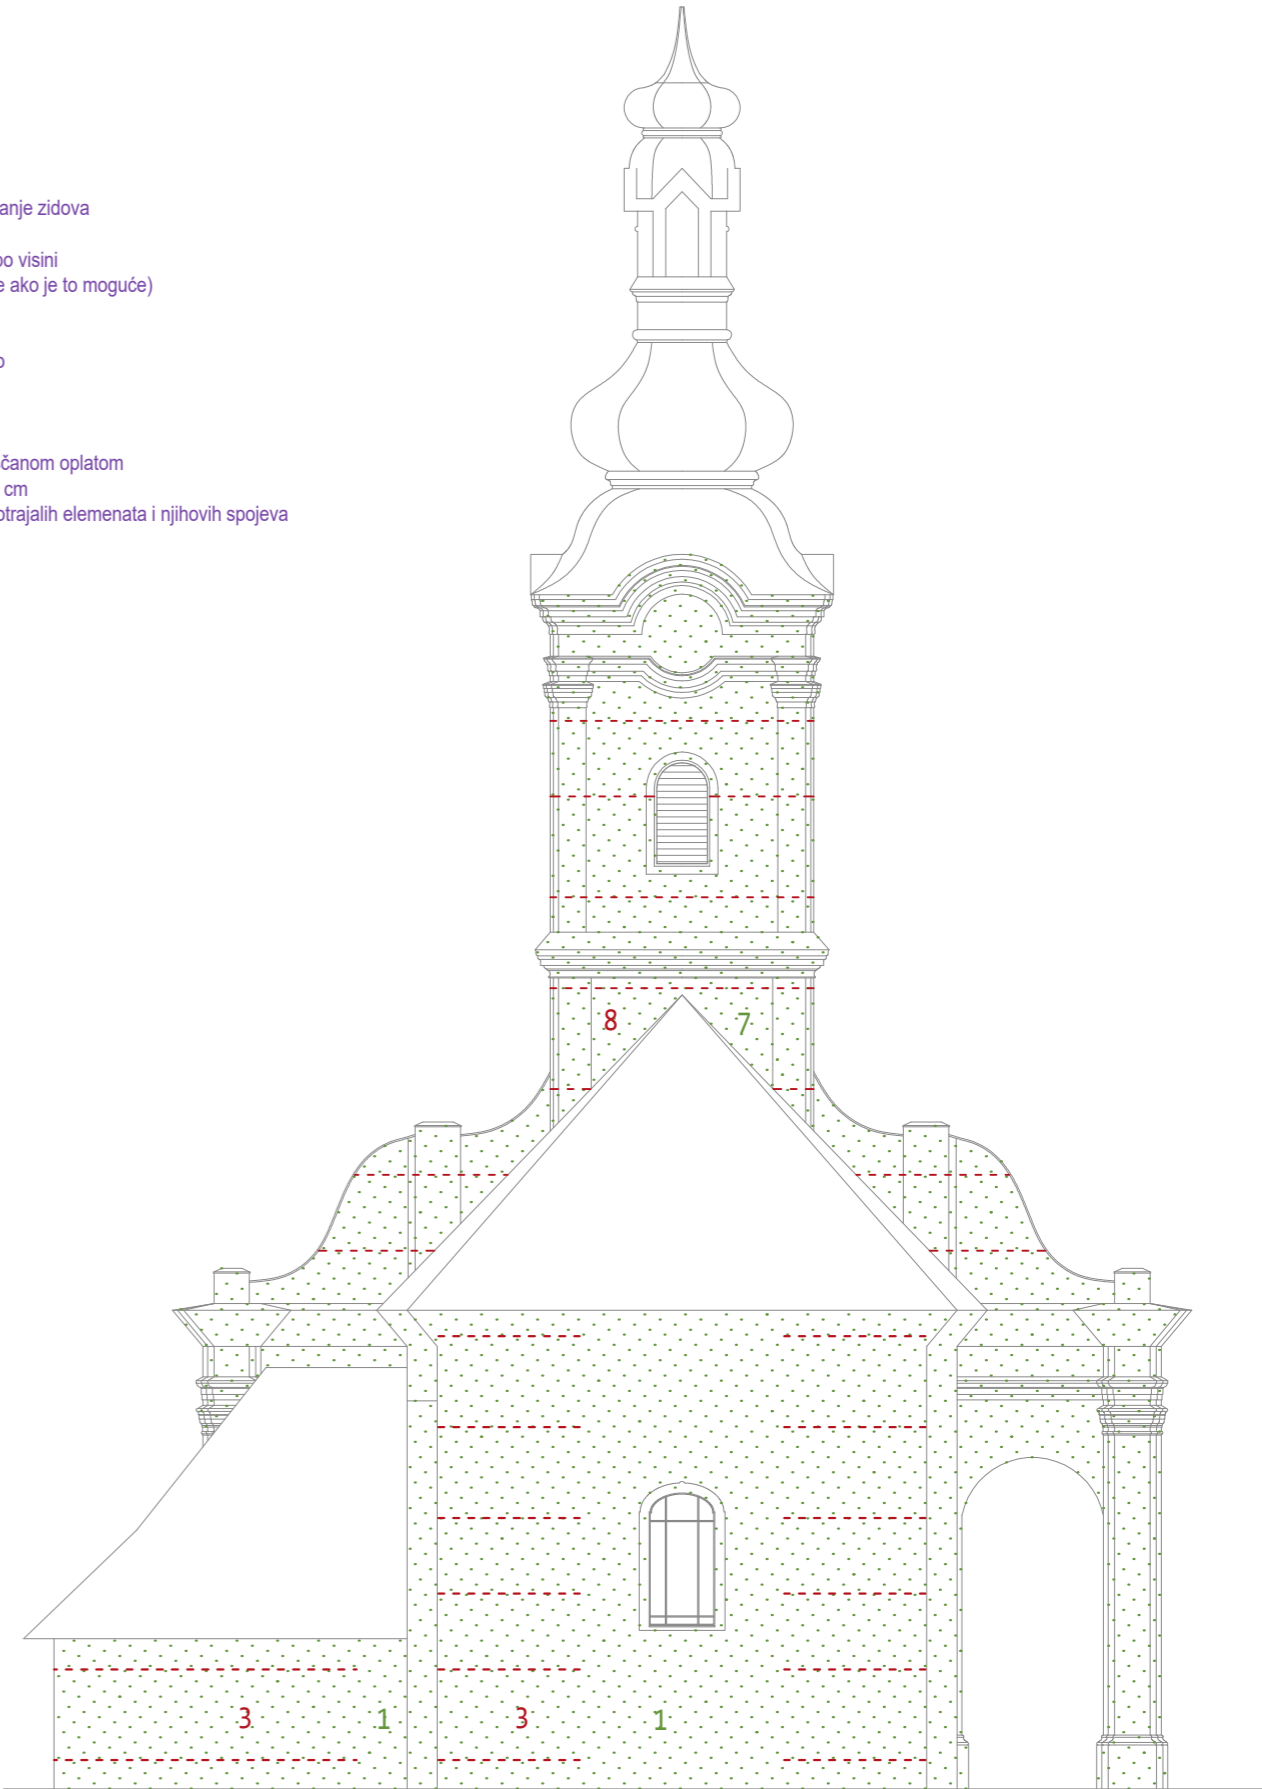 anje zidova
po visini
e ako je to moguće)
o
ščanom oplatom
cm
otrajalih elemenata i njihovih spojeva
8 7
3 1 3 1